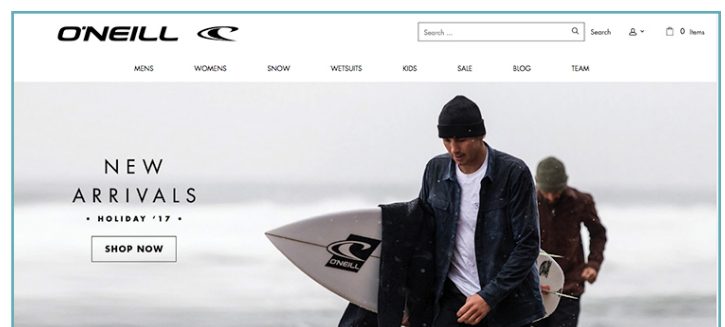 O'NEILL
Search ...
Search
0 Items
MENS WOMENS SNOW WETSUITS KIDS SALE BLOG TEAM
NEW
ARRIVALS
• HOLIDAY '17 •
SHOP NOW
O'NEILL